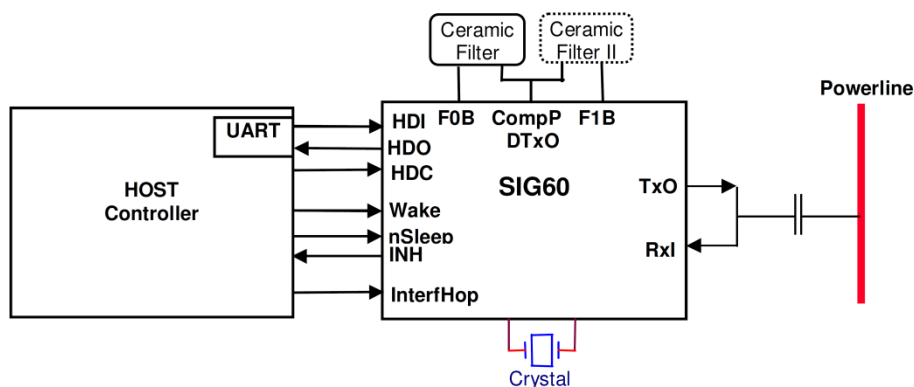 Ceramic
Filter
Ceramic
Filter II
Powerline
UART
HOST
Controller
F0B
CompP
F1B
DTxO
SIG60
HDI
HDO
HDC
Wake
nSleep
INH
InterfHop
TxO
RxI
Crystal